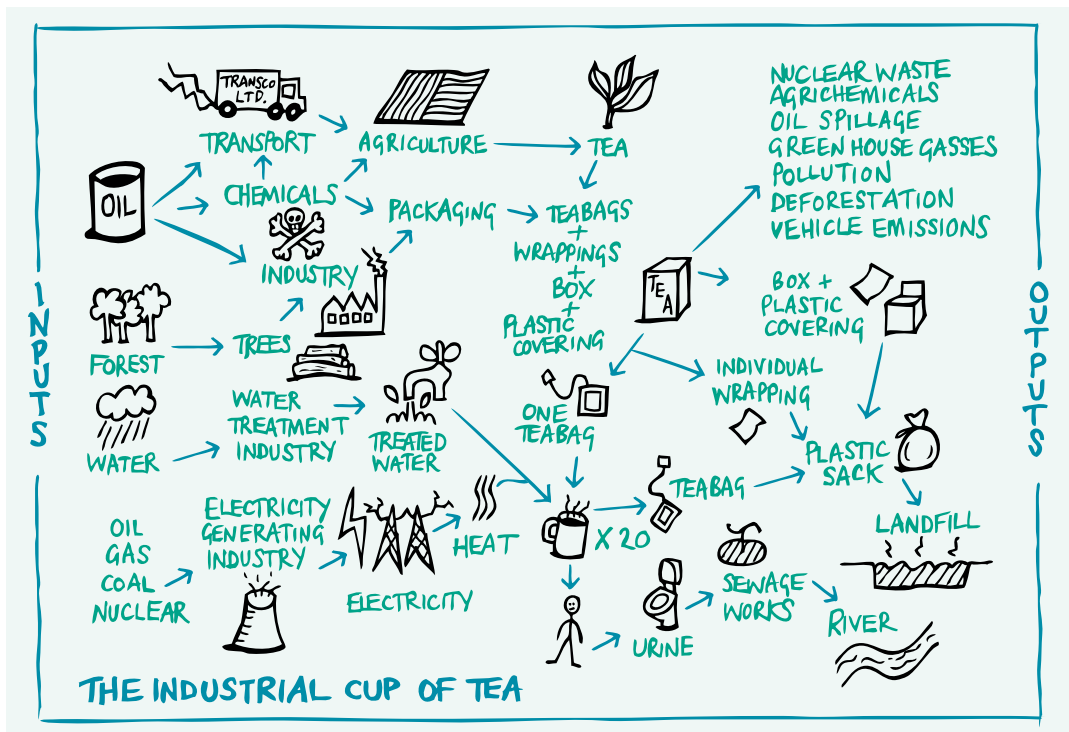 TRANSCO
LTD.
TRANSPORT
AGRICULTURE
TEA
NUCLEAR WASTE
AGRICHEMICALS
OIL SPILLAGE
GREEN HOUSE GASSES
POLLUTION
DEFORESTATION
VEHICLE EMISSIONS
OIL
CHEMICALS
PACKAGING
TEABAGS
+
WRAPPINGS
+
BOX
+
PLASTIC
COVERING
INDUSTRY
TEA
BOX +
PLASTIC
COVERING
INPUTS
OUTPUTS
FOREST
TREES
INDIVIDUAL
WRAPPING
WATER
TREATMENT
INDUSTRY
TREATED
WATER
ONE
TEABAG
WATER
PLASTIC
SACK
TEABAG
ELECTRICITY
GENERATING
INDUSTRY
OIL
GAS
COAL
NUCLEAR
HEAT
X 20
LANDFILL
ELECTRICITY
SEWAGE
WORKS
URINE
RIVER
THE INDUSTRIAL CUP OF TEA